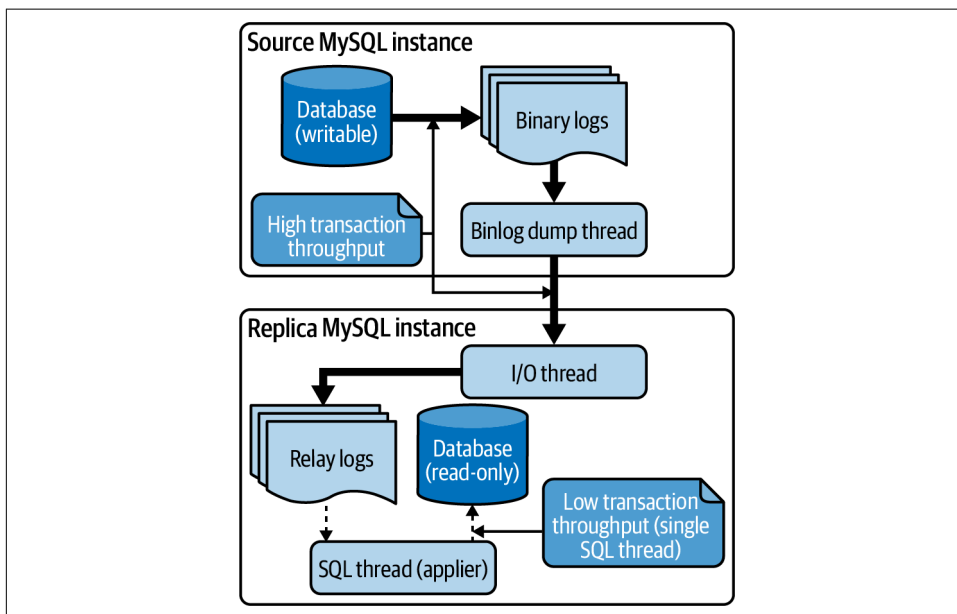 Source MySQL instance
Database
(writable)
Binary logs
High transaction
throughput
Binlog dump thread
Replica MySQL instance
I/O thread
Relay logs
Database
(read-only)
Low transaction
throughput (single
SQL thread)
SQL thread (applier)